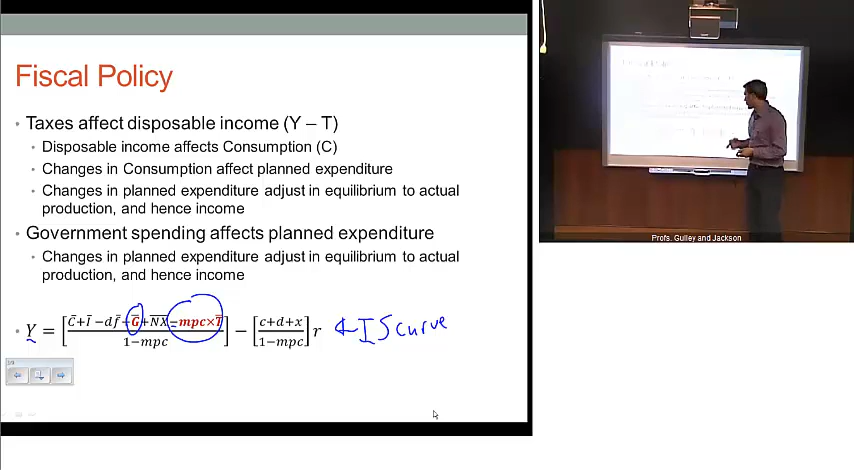 Fiscal Policy
• Taxes affect disposable income (Y – T)
• Disposable income affects Consumption (C)
• Changes in Consumption affect planned expenditure
• Changes in planned expenditure adjust in equilibrium to actual
production, and hence income
• Government spending affects planned expenditure
• Changes in planned expenditure adjust in equilibrium to actual
production, and hence income
• Y = [(C̄+Ī −df̄+Ḡ+N̄X̄−mpc×T̄)/(1−mpc)] − [(c+d+x)/(1−mpc)] r ← IS curve
Profs. Gulley and Jackson